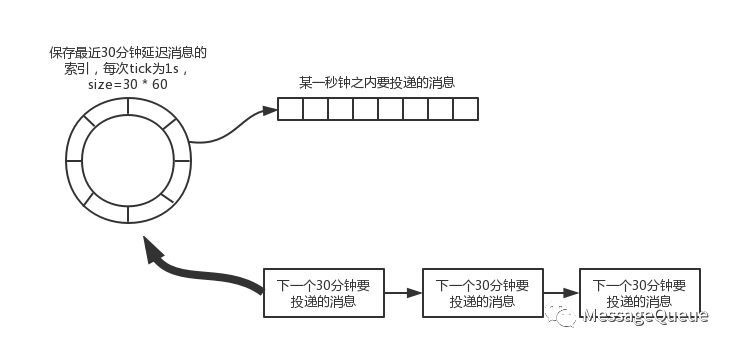 保存最近30分钟延迟消息的
索引，每次tick为1s，
size=30 * 60
某一秒钟之内要投递的消息
下一个30分钟要
投递的消息
下一个30分钟要
投递的消息
下一个30分钟要
投递的消息
MessageQueue